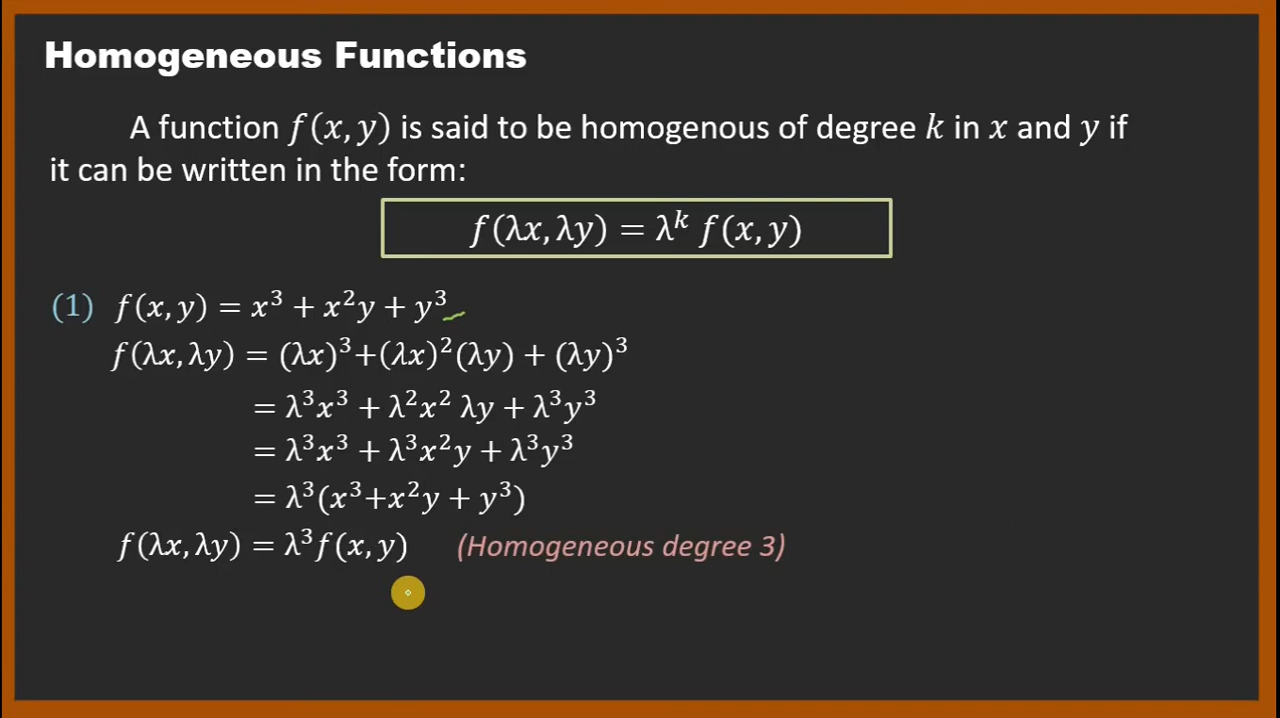 Homogeneous Functions
A function f(x, y) is said to be homogenous of degree k in x and y if
it can be written in the form:
f(λx, λy) = λᵏ f(x, y)
(1) f(x, y) = x³ + x²y + y³
f(λx, λy) = (λx)³+(λx)²(λy) + (λy)³
= λ³x³ + λ²x² λy + λ³y³
= λ³x³ + λ³x²y + λ³y³
= λ³(x³+x²y + y³)
f(λx, λy) = λ³f(x, y) (Homogeneous degree 3)